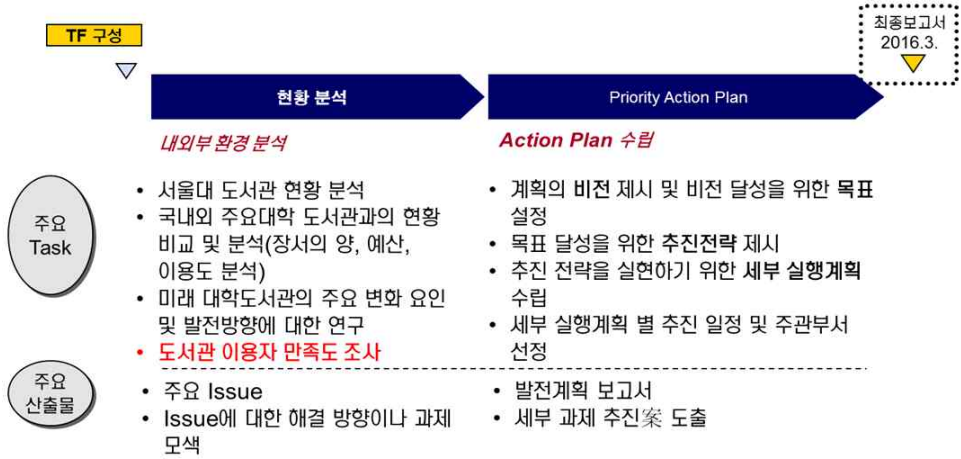 TF 구성
최종보고서
2016.3.
현황 분석
Priority Action Plan
내외부 환경 분석
Action Plan 수립
주요
Task
• 서울대 도서관 현황 분석
• 국내외 주요대학 도서관과의 현황
비교 및 분석(장서의 양, 예산,
이용도 분석)
• 미래 대학도서관의 주요 변화 요인
및 발전방향에 대한 연구
• 도서관 이용자 만족도 조사
• 계획의 비전 제시 및 비전 달성을 위한 목표
설정
• 목표 달성을 위한 추진전략 제시
• 추진 전략을 실현하기 위한 세부 실행계획
수립
• 세부 실행계획 별 추진 일정 및 주관부서
선정
주요
산출물
• 주요 Issue
• Issue에 대한 해결 방향이나 과제
모색
• 발전계획 보고서
• 세부 과제 추진案 도출